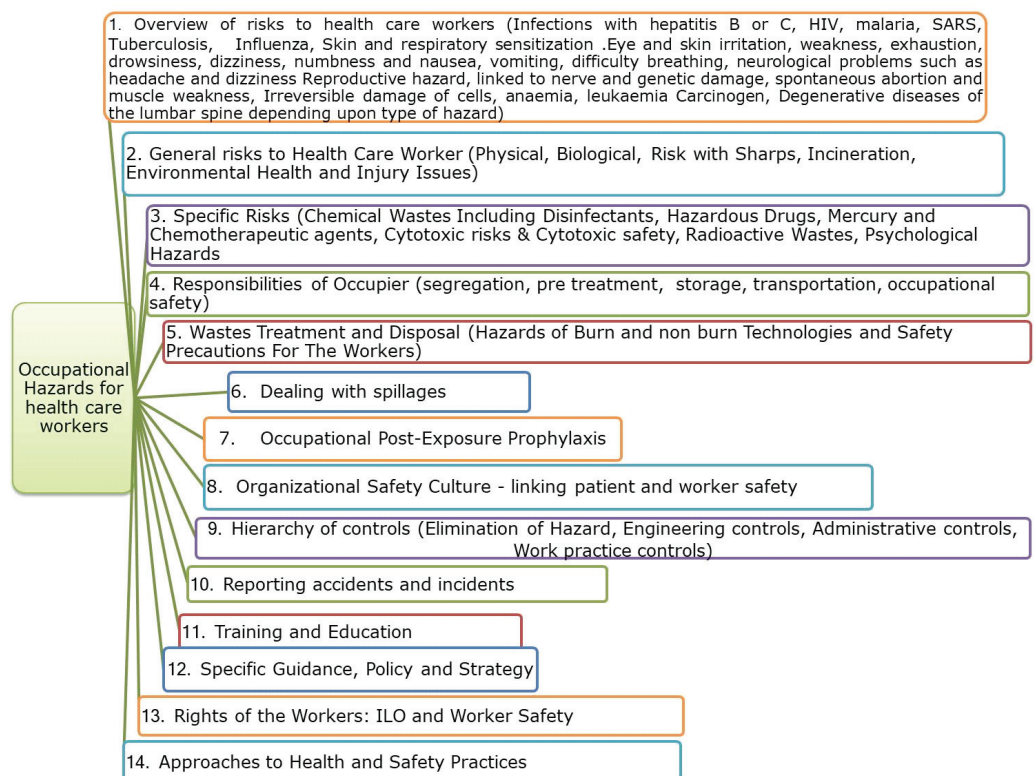 1. Overview of risks to health care workers (Infections with hepatitis B or C, HIV, malaria, SARS,
Tuberculosis, Influenza, Skin and respiratory sensitization .Eye and skin irritation, weakness, exhaustion,
drowsiness, dizziness, numbness and nausea, vomiting, difficulty breathing, neurological problems such as
headache and dizziness Reproductive hazard, linked to nerve and genetic damage, spontaneous abortion and
muscle weakness, Irreversible damage of cells, anaemia, leukaemia Carcinogen, Degenerative diseases of
the lumbar spine depending upon type of hazard)
2. General risks to Health Care Worker (Physical, Biological, Risk with Sharps, Incineration,
Environmental Health and Injury Issues)
3. Specific Risks (Chemical Wastes Including Disinfectants, Hazardous Drugs, Mercury and
Chemotherapeutic agents, Cytotoxic risks & Cytotoxic safety, Radioactive Wastes, Psychological
Hazards
4. Responsibilities of Occupier (segregation, pre treatment, storage, transportation, occupational
safety)
5. Wastes Treatment and Disposal (Hazards of Burn and non burn Technologies and Safety
Precautions For The Workers)
Occupational
Hazards for
health care
workers
6. Dealing with spillages
7. Occupational Post-Exposure Prophylaxis
8. Organizational Safety Culture - linking patient and worker safety
9. Hierarchy of controls (Elimination of Hazard, Engineering controls, Administrative controls,
Work practice controls)
10. Reporting accidents and incidents
11. Training and Education
12. Specific Guidance, Policy and Strategy
13. Rights of the Workers: ILO and Worker Safety
14. Approaches to Health and Safety Practices